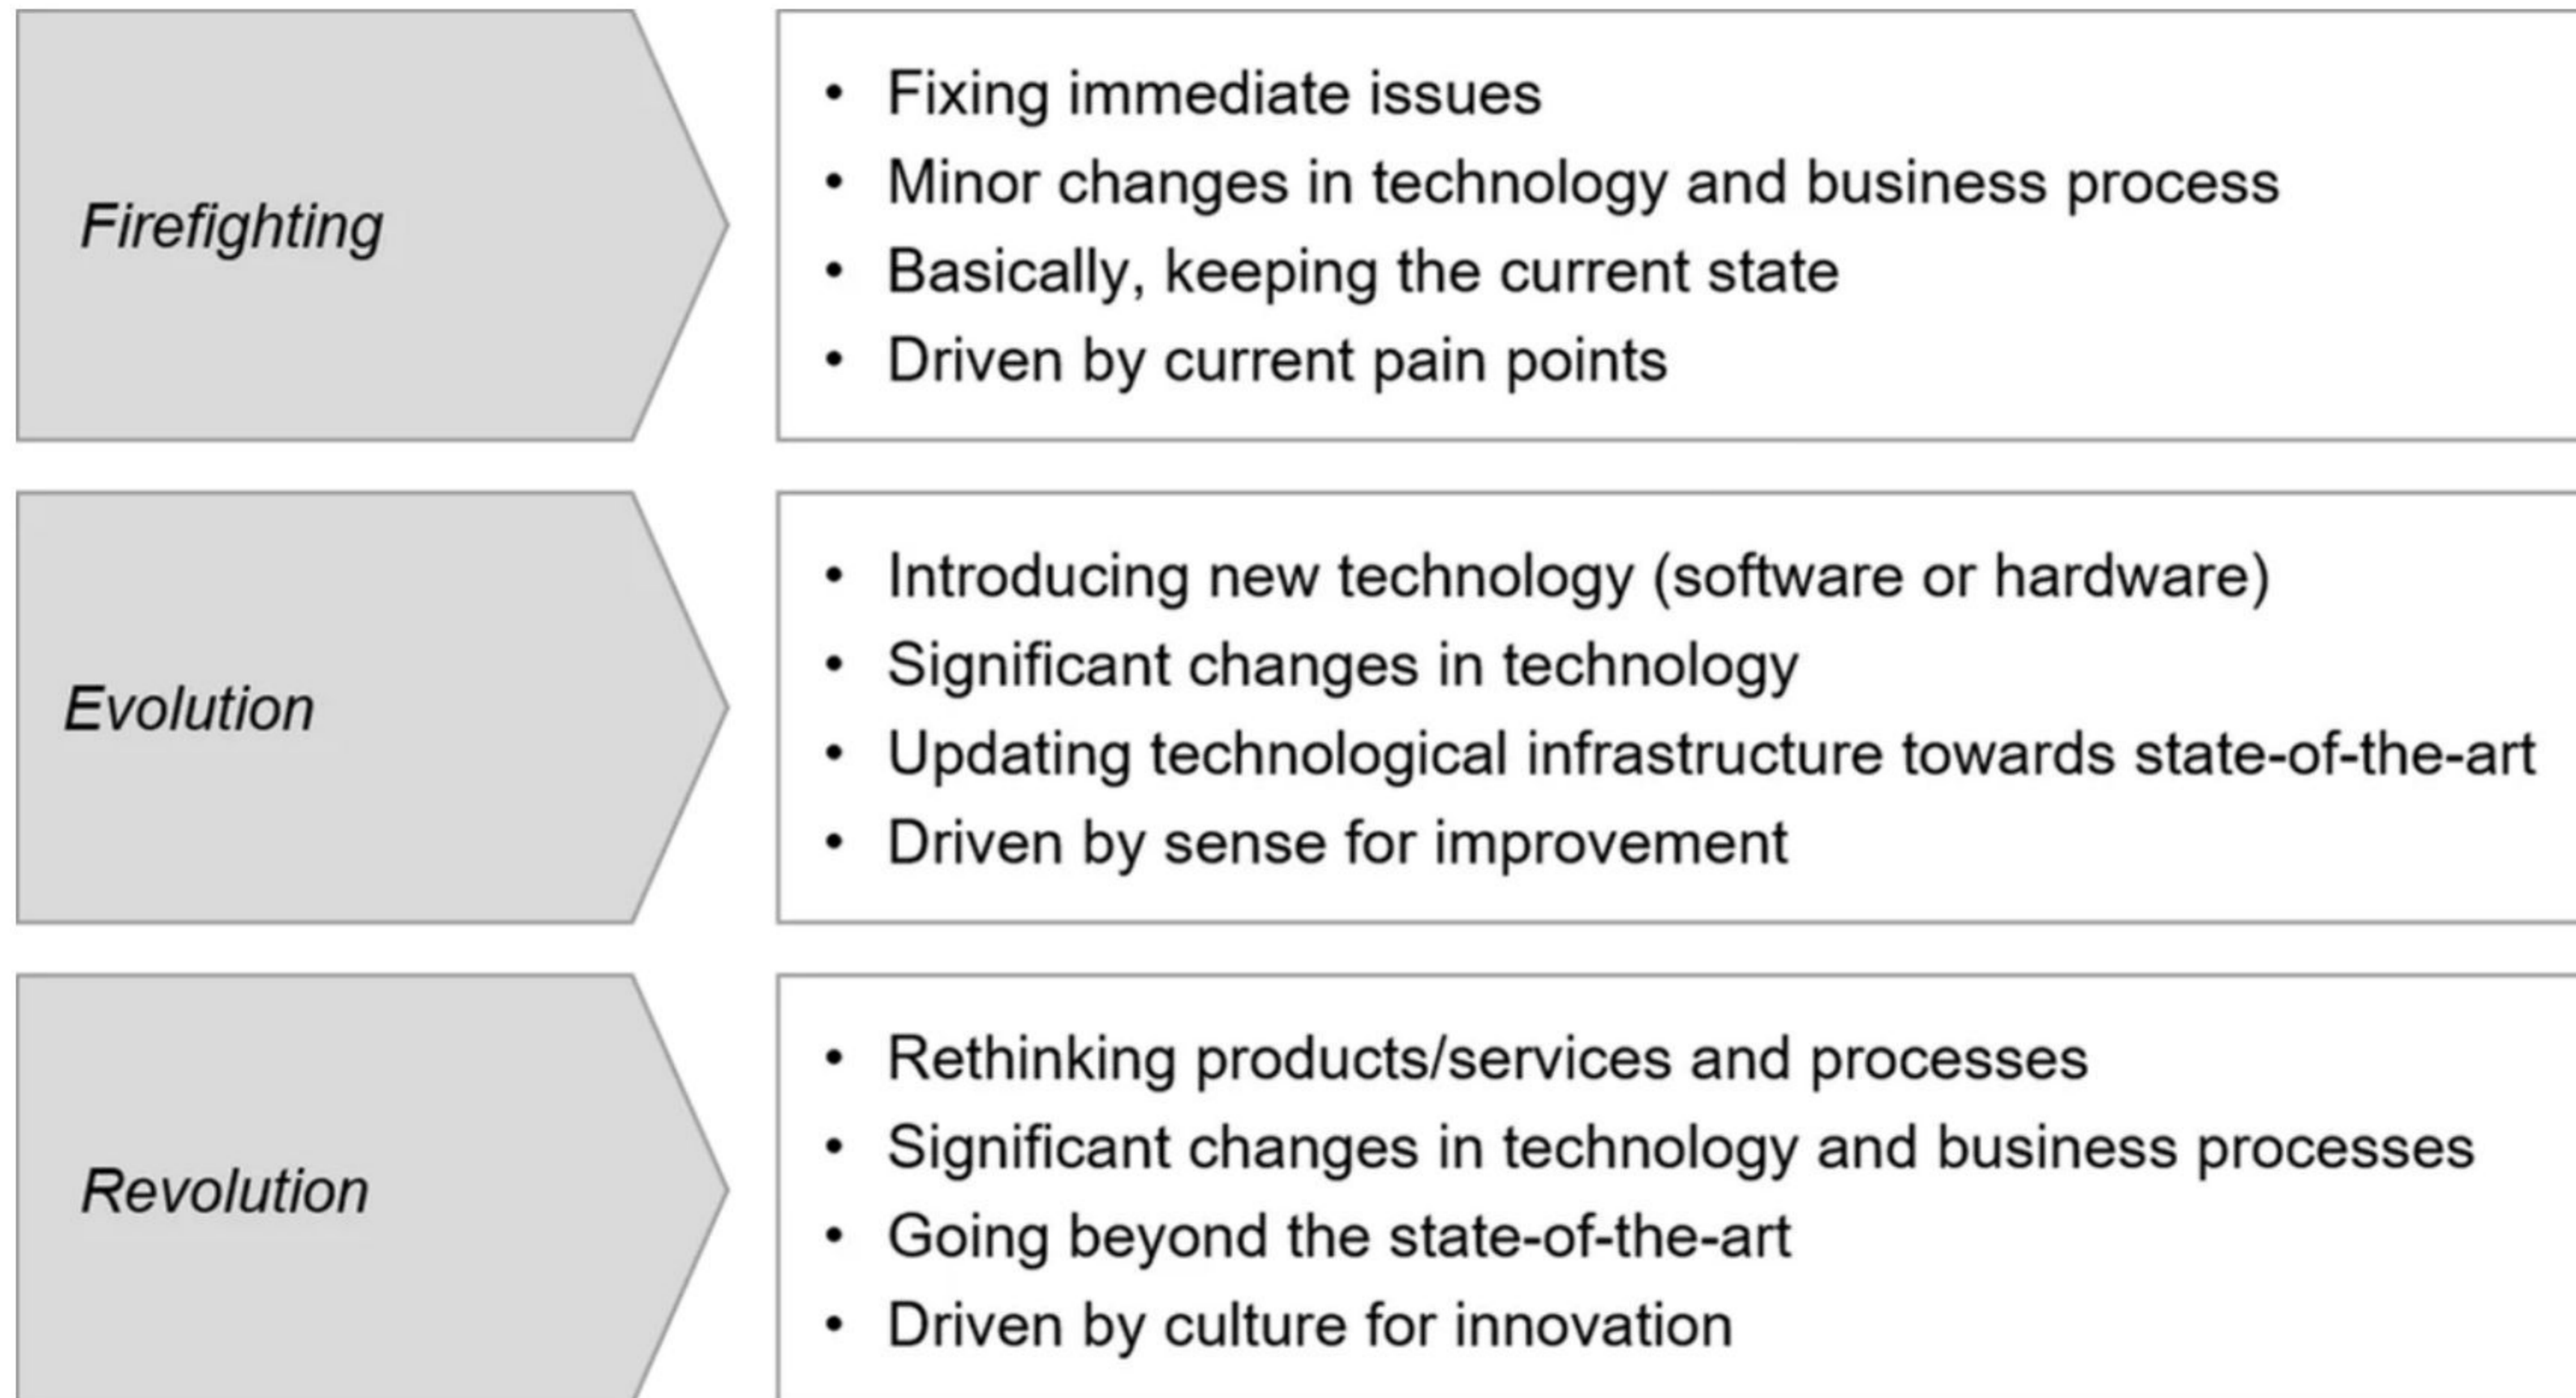 Firefighting
• Fixing immediate issues
• Minor changes in technology and business process
• Basically, keeping the current state
• Driven by current pain points
Evolution
• Introducing new technology (software or hardware)
• Significant changes in technology
• Updating technological infrastructure towards state-of-the-art
• Driven by sense for improvement
Revolution
• Rethinking products/services and processes
• Significant changes in technology and business processes
• Going beyond the state-of-the-art
• Driven by culture for innovation